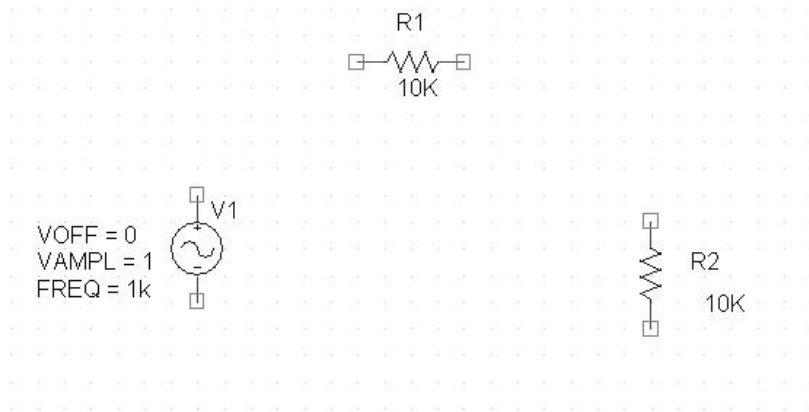 R1
10K
V1
VOFF = 0
VAMPL = 1
FREQ = 1k
R2
10K